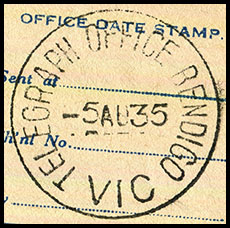 OFFICE DATE STAMP.
TELEGRAPH OFFICE BENDIGO
Sent at
-5AU35
No.
VIC